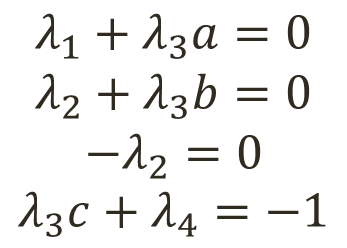 λ₁ + λ₃a = 0
λ₂ + λ₃b = 0
−λ₂ = 0
λ₃c + λ₄ = −1